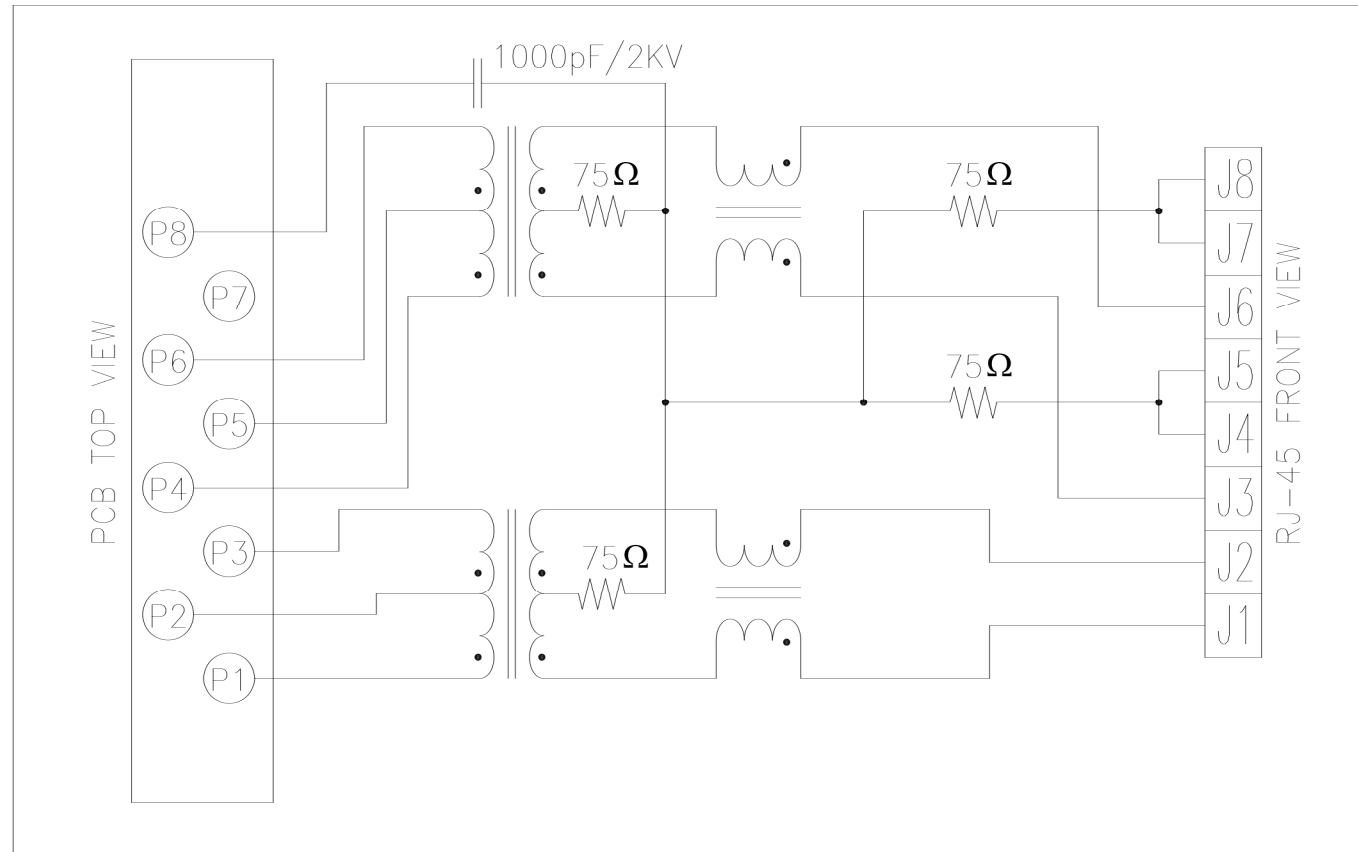 1000pF/2KV
75Ω
75Ω
75Ω
75Ω
PCB TOP VIEW
P8
P7
P6
P5
P4
P3
P2
P1
J8
J7
J6
J5
J4
J3
J2
J1
RJ-45 FRONT VIEW